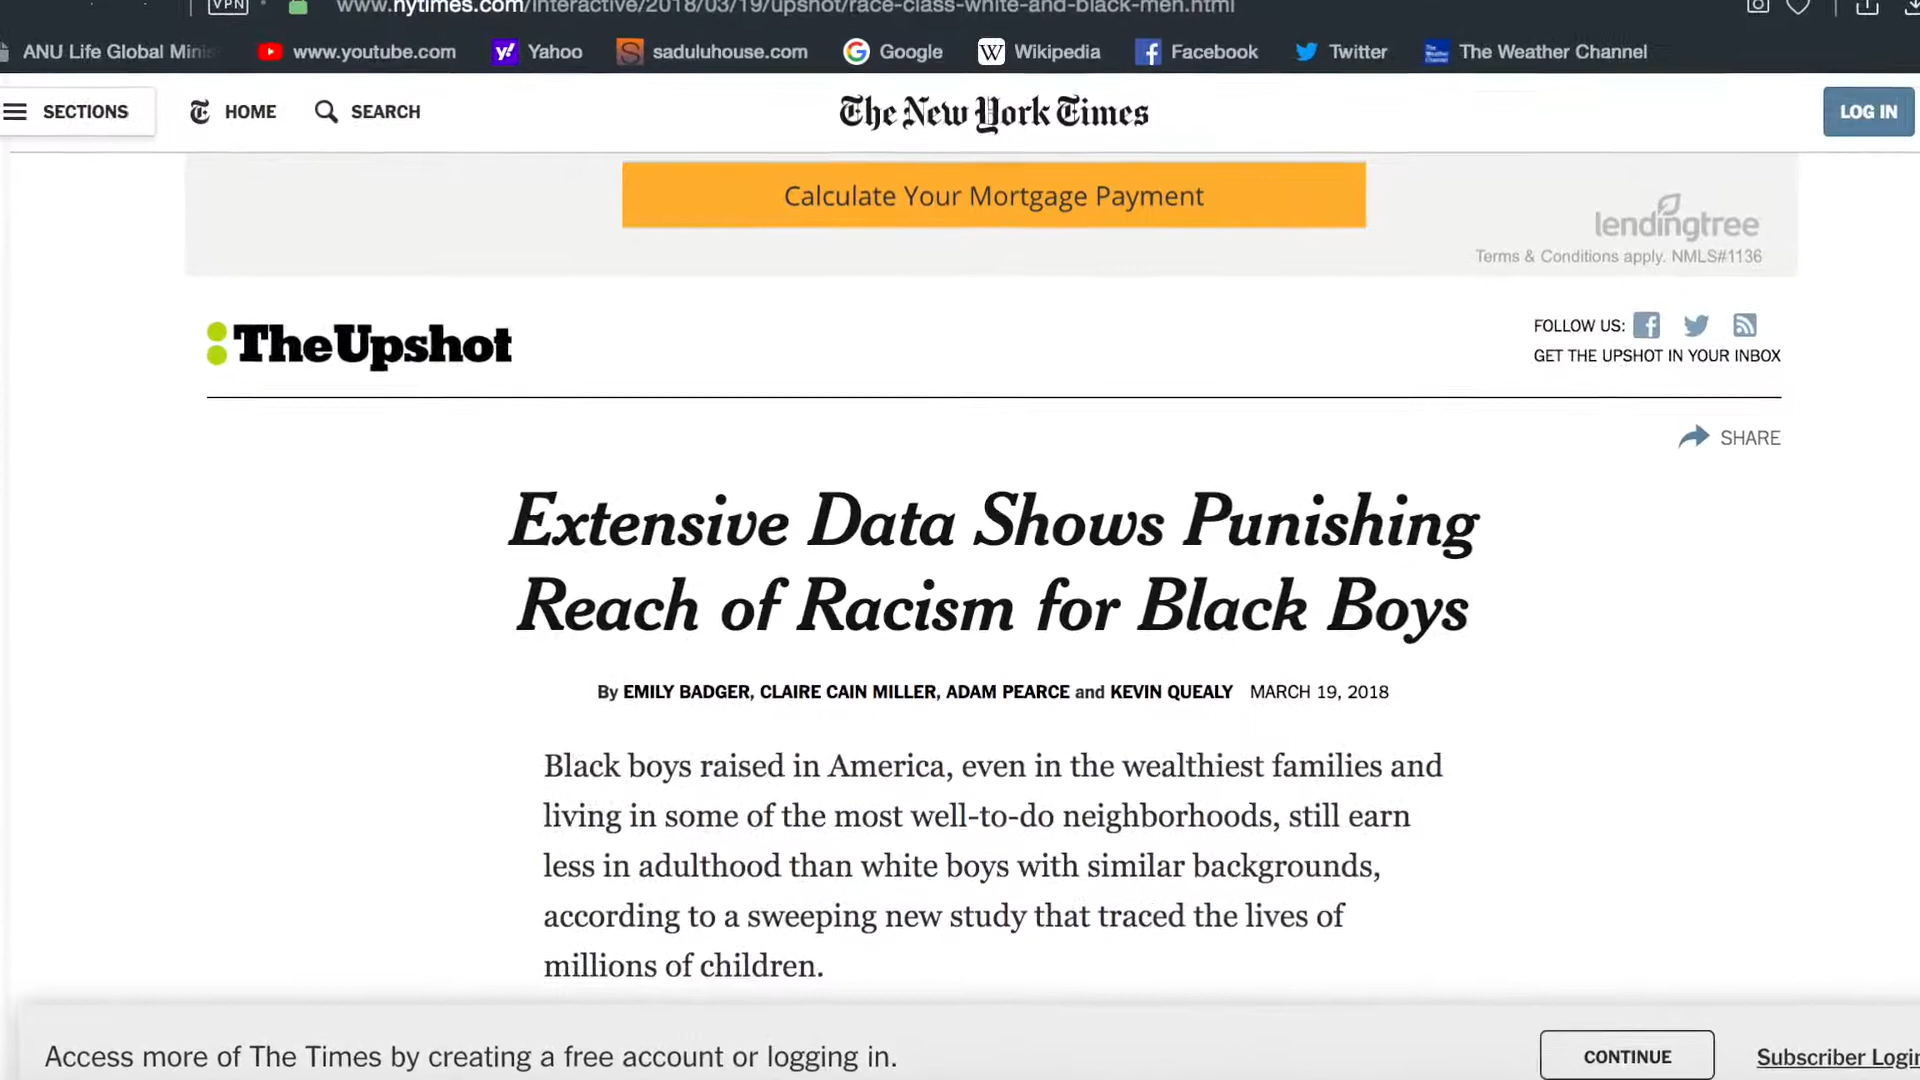 VPN
www.nytimes.com/interactive/2018/03/19/upshot/race-class-white-and-black-men.html
ANU Life Global Minis
www.youtube.com
Yahoo
saduluhouse.com
Google
Wikipedia
Facebook
Twitter
The Weather Channel
SECTIONS
HOME
SEARCH
The New York Times
LOG IN
Calculate Your Mortgage Payment
lendingtree
Terms & Conditions apply. NMLS#1136
TheUpshot
FOLLOW US:
GET THE UPSHOT IN YOUR INBOX
SHARE
Extensive Data Shows Punishing
Reach of Racism for Black Boys
By EMILY BADGER, CLAIRE CAIN MILLER, ADAM PEARCE and KEVIN QUEALY MARCH 19, 2018
Black boys raised in America, even in the wealthiest families and
living in some of the most well-to-do neighborhoods, still earn
less in adulthood than white boys with similar backgrounds,
according to a sweeping new study that traced the lives of
millions of children.
Access more of The Times by creating a free account or logging in.
CONTINUE
Subscriber Login